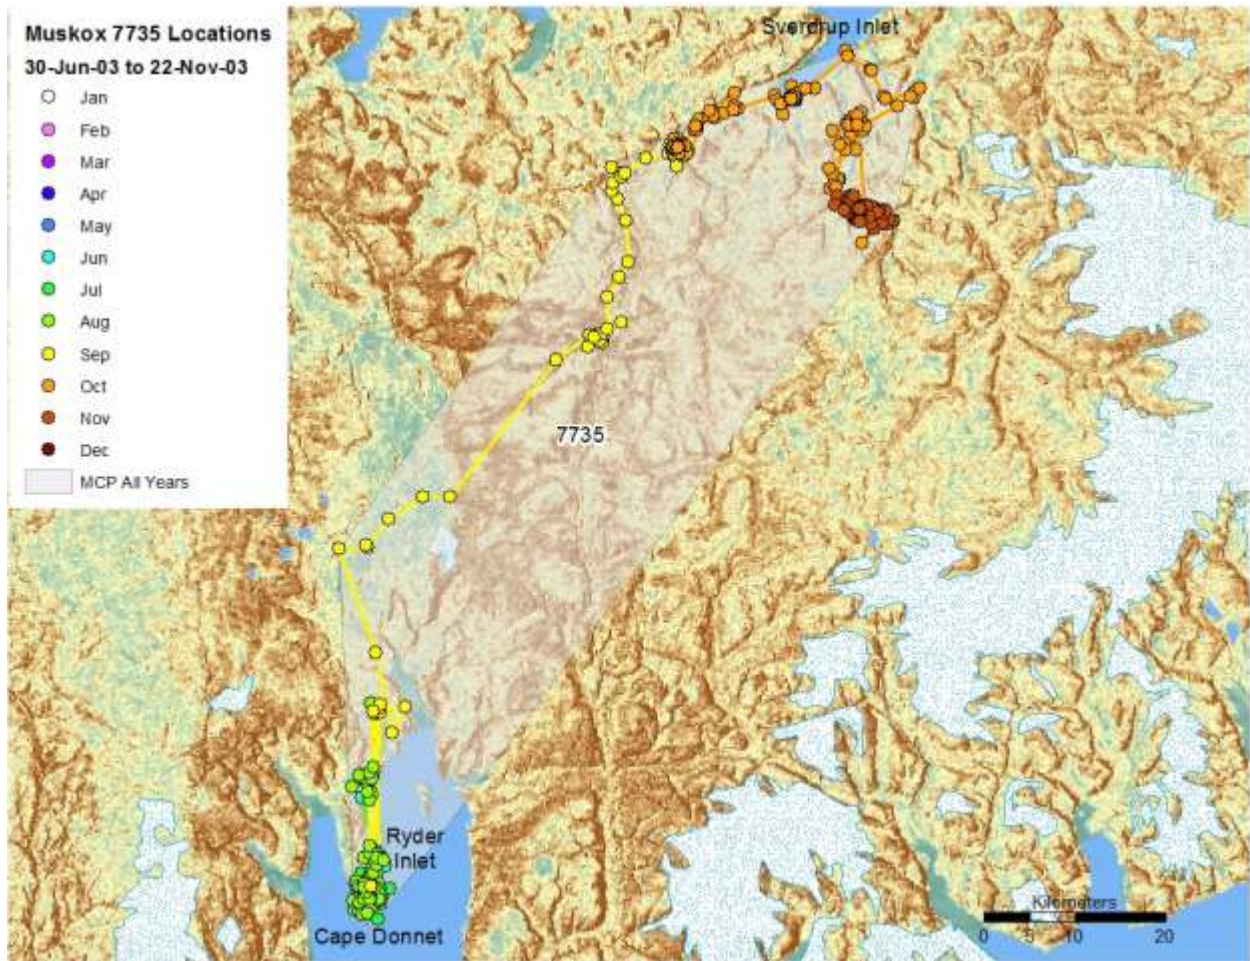 Muskox 7735 Locations
30-Jun-03 to 22-Nov-03
Jan
Feb
Mar
Apr
May
Jun
Jul
Aug
Sep
Oct
Nov
Dec
MCP All Years
Sverdrup Inlet
7735
Ryder
Inlet
Cape Donnet
Kilometers
0 5 10 20